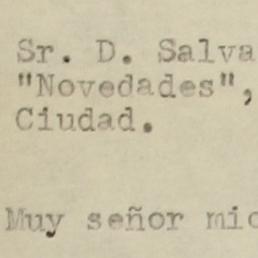 Sr. D. Salva
"Novedades",
Ciudad.
Muy señor mio